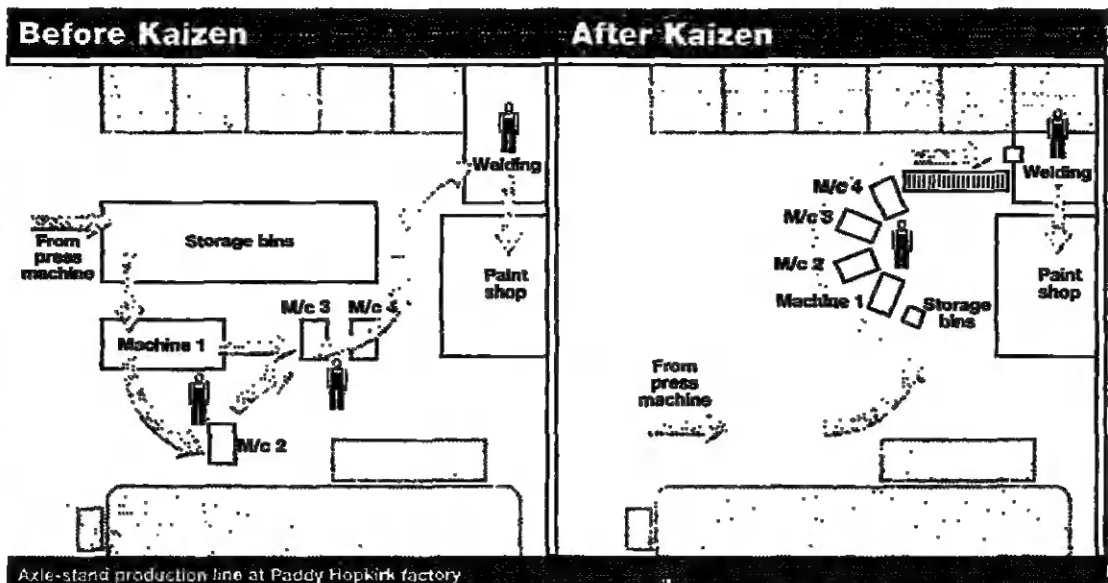 Before Kaizen
After Kaizen
Welding
From
press
machine
Storage bins
Paint
shop
M/c 3
M/c 4
Machine 1
M/c 2
M/c 4
Welding
M/c 3
M/c 2
Paint
shop
Machine 1
Storage
bins
From
press
machine
Axle-stand production line at Paddy Hopkirk factory